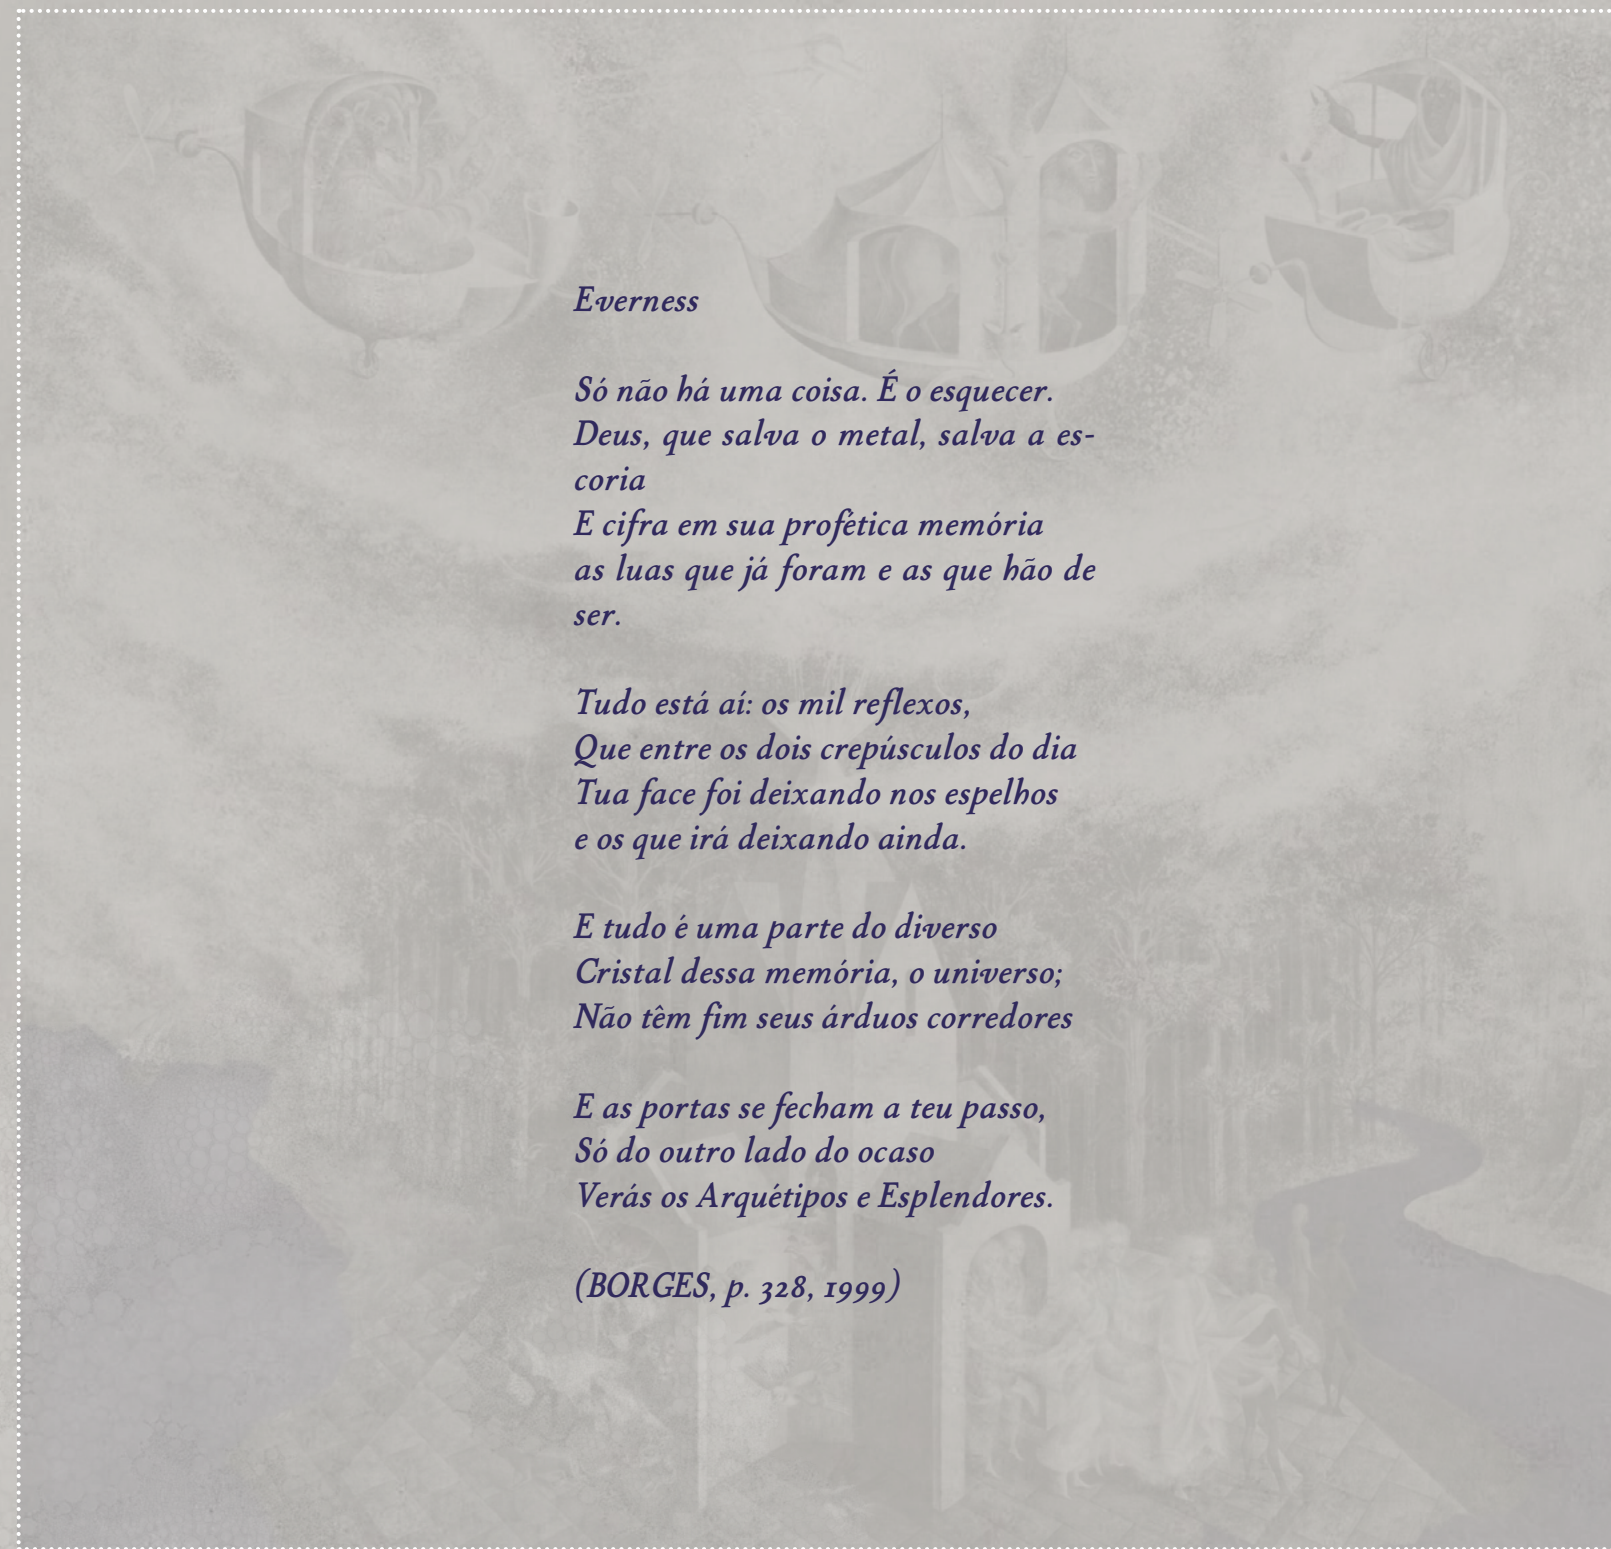 Everness
Só não há uma coisa. É o esquecer.
Deus, que salva o metal, salva a es-
coria
E cifra em sua profética memória
as luas que já foram e as que hão de
ser.
Tudo está aí: os mil reflexos,
Que entre os dois crepúsculos do dia
Tua face foi deixando nos espelhos
e os que irá deixando ainda.
E tudo é uma parte do diverso
Cristal dessa memória, o universo;
Não têm fim seus árduos corredores
E as portas se fecham a teu passo,
Só do outro lado do ocaso
Verás os Arquétipos e Esplendores.
(BORGES, p. 328, 1999)